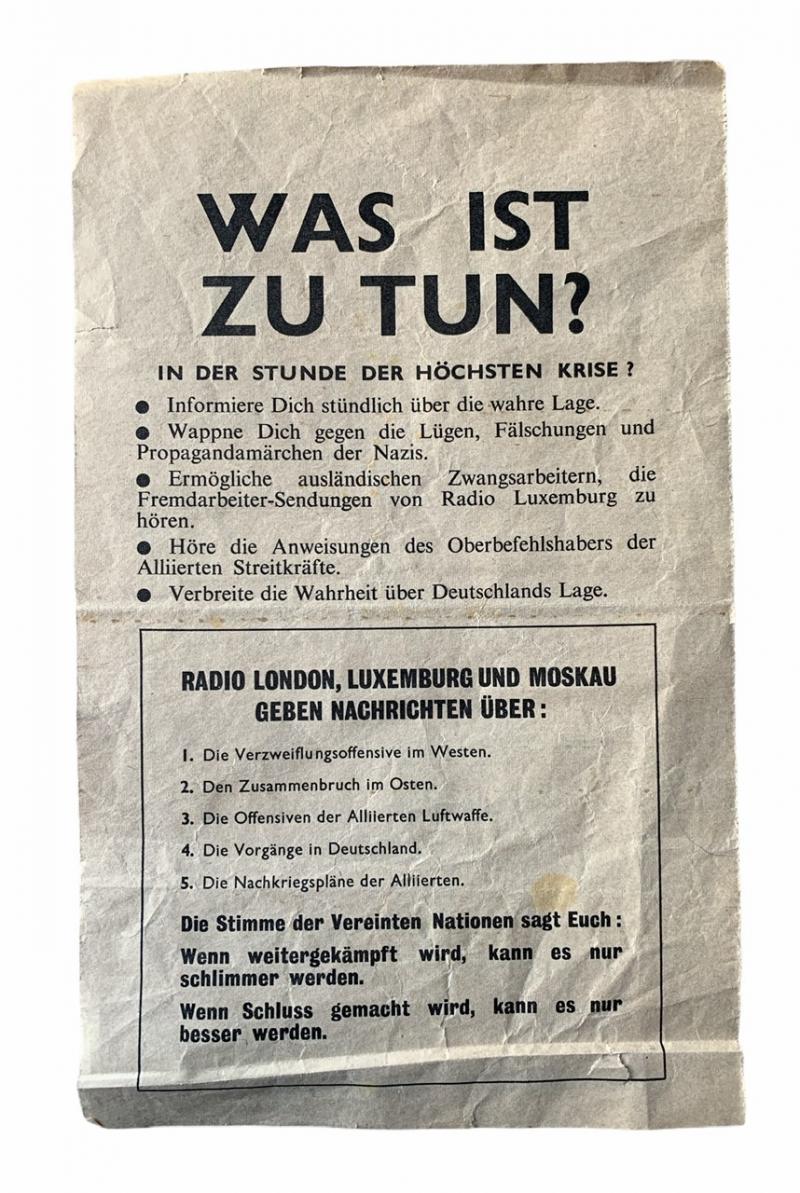 WAS IST
ZU TUN?
IN DER STUNDE DER HÖCHSTEN KRISE?
● Informiere Dich stündlich über die wahre Lage.
● Wappne Dich gegen die Lügen, Fälschungen und
Propagandamärchen der Nazis.
● Ermögliche ausländischen Zwangsarbeitern, die
Fremdarbeiter-Sendungen von Radio Luxemburg zu
hören.
● Höre die Anweisungen des Oberbefehlshabers der
Alliierten Streitkräfte.
● Verbreite die Wahrheit über Deutschlands Lage.
RADIO LONDON, LUXEMBURG UND MOSKAU
GEBEN NACHRICHTEN ÜBER:
1. Die Verzweiflungsoffensive im Westen.
2. Den Zusammenbruch im Osten.
3. Die Offensiven der Alliierten Luftwaffe.
4. Die Vorgänge in Deutschland.
5. Die Nachkriegspläne der Alliierten.
Die Stimme der Vereinten Nationen sagt Euch:
Wenn weitergekämpft wird, kann es nur
schlimmer werden.
Wenn Schluss gemacht wird, kann es nur
besser werden.